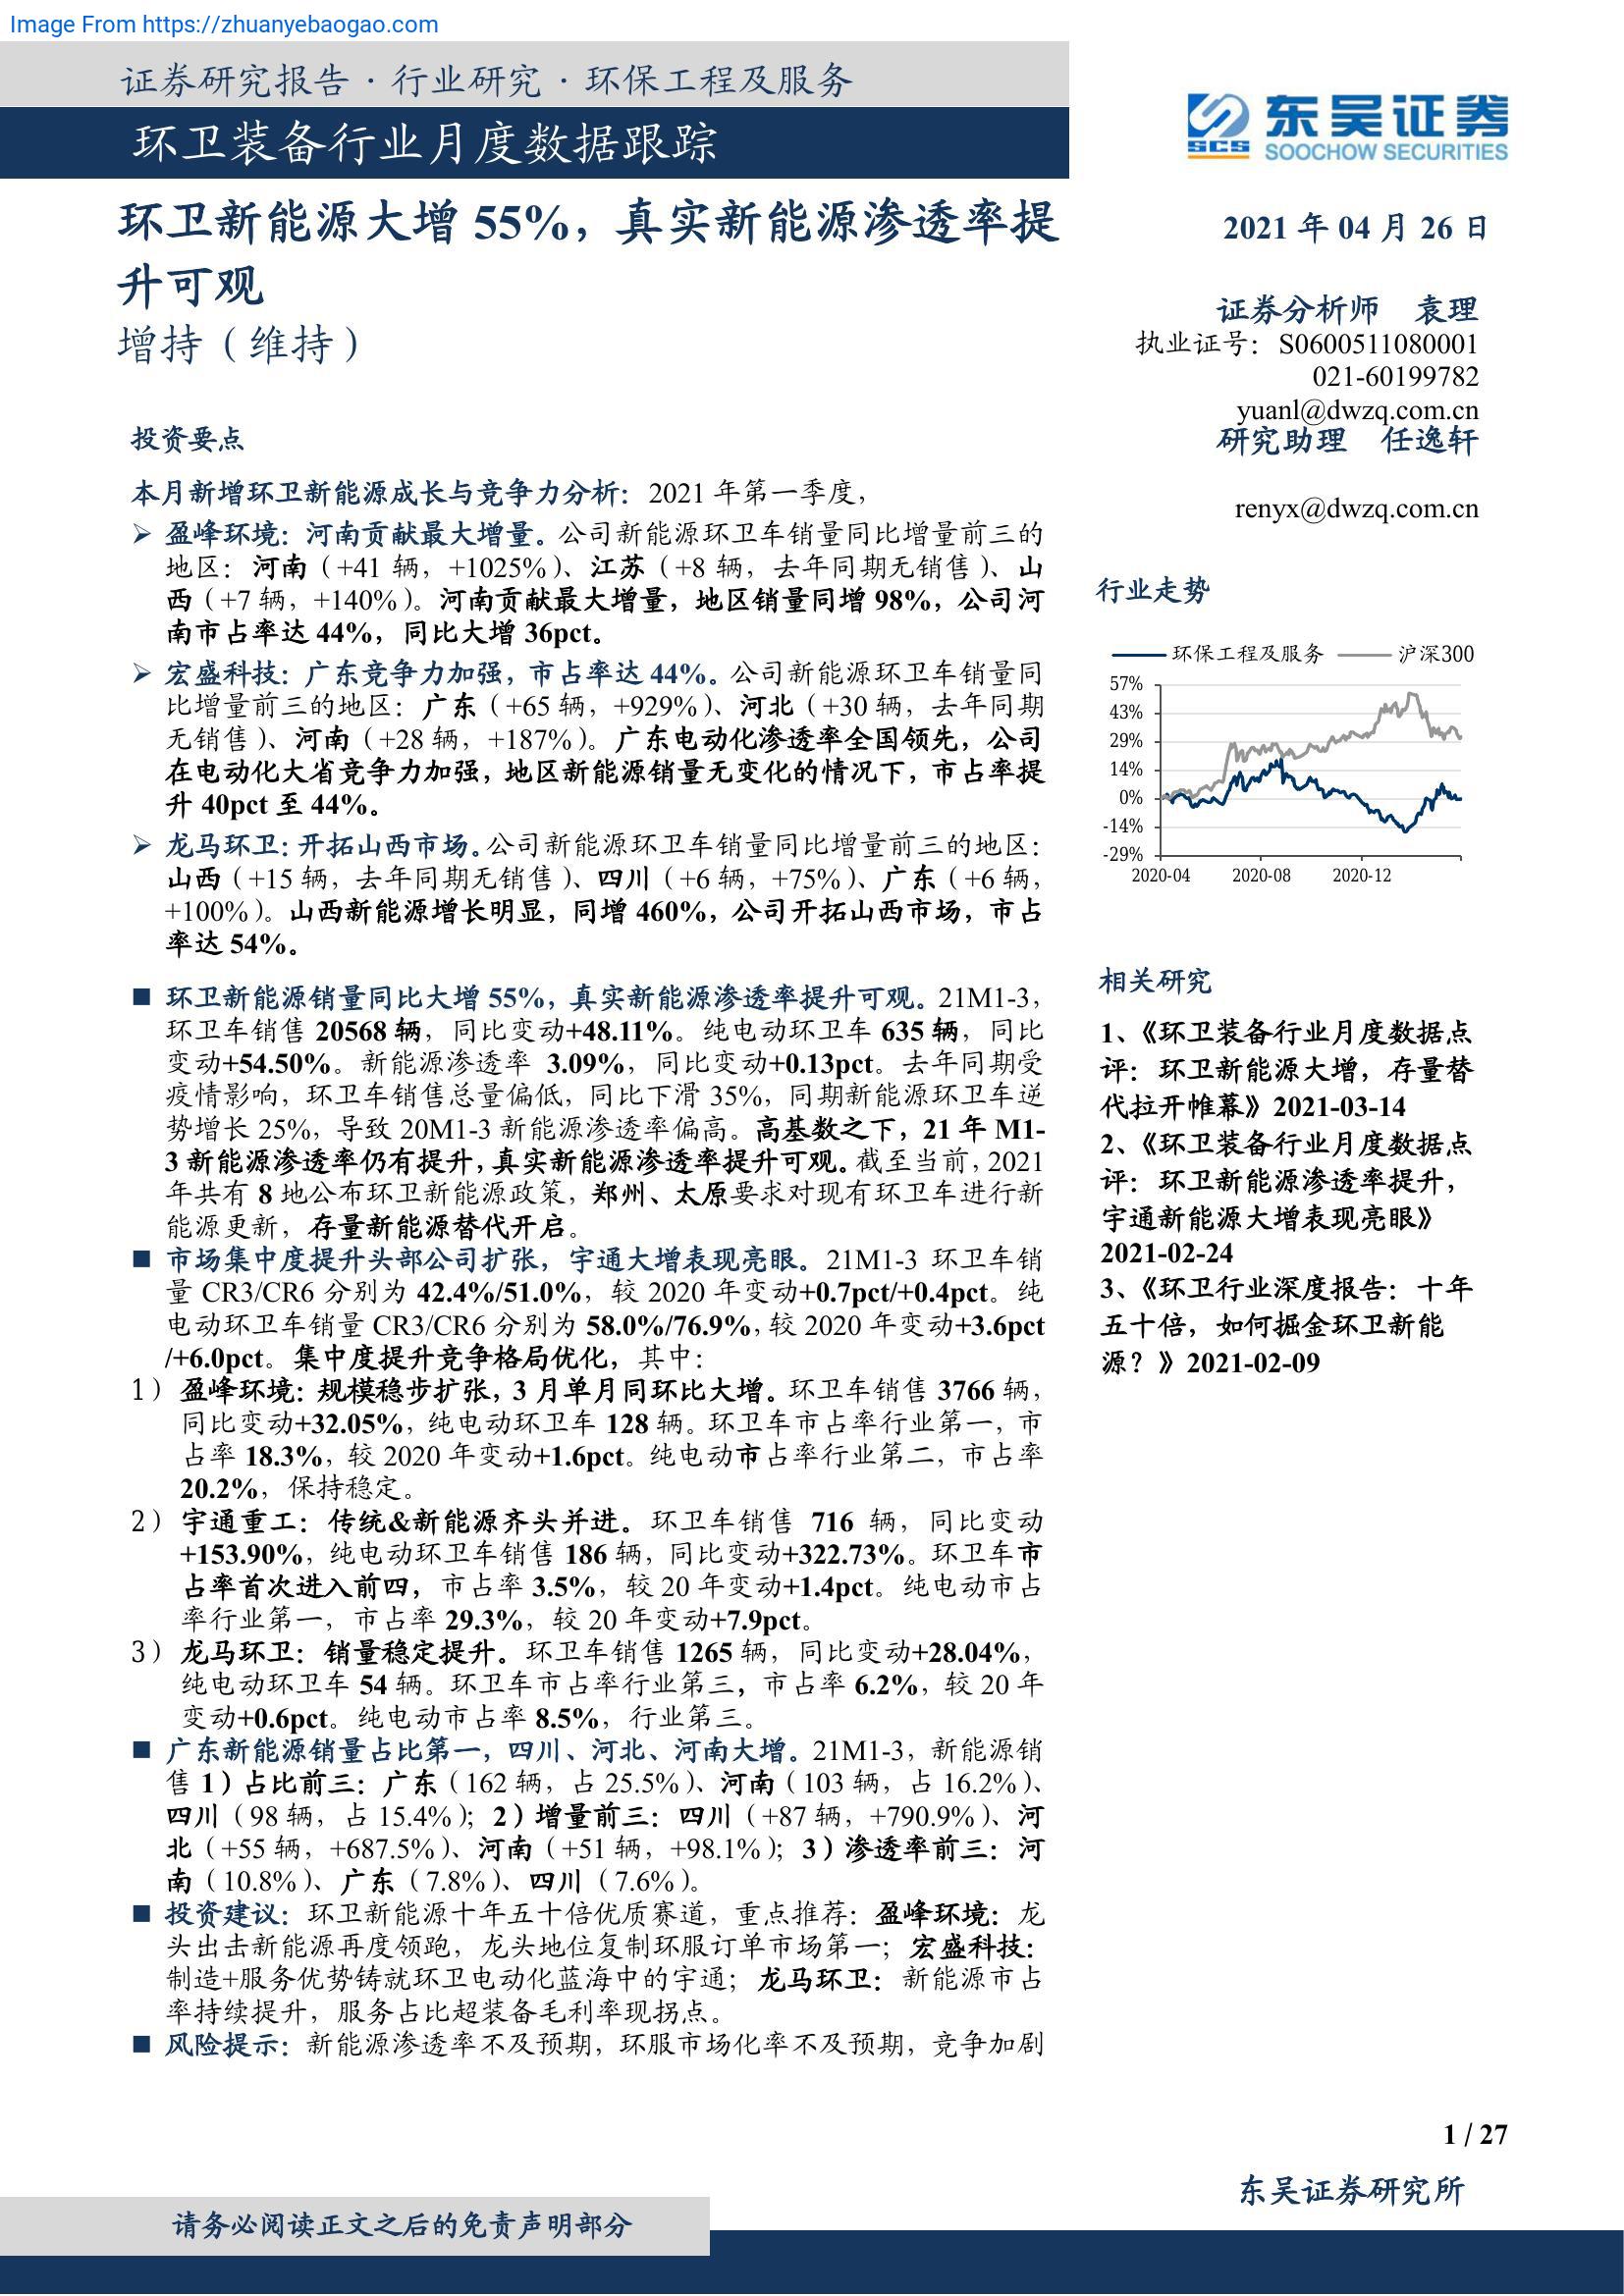 Image From https://zhuanyebaogao.com
证券研究报告·行业研究·环保工程及服务
环卫装备行业月度数据跟踪
SCS
东吴证券
SOOCHOW SECURITIES
环卫新能源大增 55%，真实新能源渗透率提
升可观
增持（维持）
2021 年 04 月 26 日
证券分析师 袁理
执业证号：S0600511080001
021-60199782
yuanl@dwzq.com.cn
研究助理 任逸轩
renyx@dwzq.com.cn
投资要点
本月新增环卫新能源成长与竞争力分析：2021 年第一季度，
➢ 盈峰环境：河南贡献最大增量。公司新能源环卫车销量同比增量前三的
地区：河南（+41 辆，+1025%）、江苏（+8 辆，去年同期无销售）、山
西（+7 辆，+140%）。河南贡献最大增量，地区销量同增 98%，公司河
南市占率达 44%，同比大增 36pct。
➢ 宏盛科技：广东竞争力加强，市占率达 44%。公司新能源环卫车销量同
比增量前三的地区：广东（+65 辆，+929%）、河北（+30 辆，去年同期
无销售）、河南（+28 辆，+187%）。广东电动化渗透率全国领先，公司
在电动化大省竞争力加强，地区新能源销量无变化的情况下，市占率提
升 40pct 至 44%。
➢ 龙马环卫：开拓山西市场。公司新能源环卫车销量同比增量前三的地区：
山西（+15 辆，去年同期无销售）、四川（+6 辆，+75%）、广东（+6 辆，
+100%）。山西新能源增长明显，同增 460%，公司开拓山西市场，市占
率达 54%。
■ 环卫新能源销量同比大增 55%，真实新能源渗透率提升可观。21M1-3，
环卫车销售 20568 辆，同比变动+48.11%。纯电动环卫车 635 辆，同比
变动+54.50%。新能源渗透率 3.09%，同比变动+0.13pct。去年同期受
疫情影响，环卫车销售总量偏低，同比下滑 35%，同期新能源环卫车逆
势增长 25%，导致 20M1-3 新能源渗透率偏高。高基数之下，21 年 M1-
3 新能源渗透率仍有提升，真实新能源渗透率提升可观。截至当前，2021
年共有 8 地公布环卫新能源政策，郑州、太原要求对现有环卫车进行新
能源更新，存量新能源替代开启。
■ 市场集中度提升头部公司扩张，宇通大增表现亮眼。21M1-3 环卫车销
量 CR3/CR6 分别为 42.4%/51.0%，较 2020 年变动+0.7pct/+0.4pct。纯
电动环卫车销量 CR3/CR6 分别为 58.0%/76.9%，较 2020 年变动+3.6pct
/+6.0pct。集中度提升竞争格局优化，其中：
1） 盈峰环境：规模稳步扩张，3 月单月同环比大增。环卫车销售 3766 辆，
同比变动+32.05%，纯电动环卫车 128 辆。环卫车市占率行业第一，市
占率 18.3%，较 2020 年变动+1.6pct。纯电动市占率行业第二，市占率
20.2%，保持稳定。
2） 宇通重工：传统&新能源齐头并进。环卫车销售 716 辆，同比变动
+153.90%，纯电动环卫车销售 186 辆，同比变动+322.73%。环卫车市
占率首次进入前四，市占率 3.5%，较 20 年变动+1.4pct。纯电动市占
率行业第一，市占率 29.3%，较 20 年变动+7.9pct。
3） 龙马环卫：销量稳定提升。环卫车销售 1265 辆，同比变动+28.04%，
纯电动环卫车 54 辆。环卫车市占率行业第三，市占率 6.2%，较 20 年
变动+0.6pct。纯电动市占率 8.5%，行业第三。
■ 广东新能源销量占比第一，四川、河北、河南大增。21M1-3，新能源销
售 1）占比前三：广东（162 辆，占 25.5%）、河南（103 辆，占 16.2%）、
四川（98 辆，占 15.4%）；2）增量前三：四川（+87 辆，+790.9%）、河
北（+55 辆，+687.5%）、河南（+51 辆，+98.1%）；3）渗透率前三：河
南（10.8%）、广东（7.8%）、四川（7.6%）。
■ 投资建议：环卫新能源十年五十倍优质赛道，重点推荐：盈峰环境：龙
头出击新能源再度领跑，龙头地位复制环服订单市场第一；宏盛科技：
制造+服务优势铸就环卫电动化蓝海中的宇通；龙马环卫：新能源市占
率持续提升，服务占比超装备毛利率现拐点。
■ 风险提示：新能源渗透率不及预期，环服市场化率不及预期，竞争加剧
行业走势
环保工程及服务 沪深300
57%
43%
29%
14%
0%
-14%
-29%
2020-04 2020-08 2020-12
相关研究
1、《环卫装备行业月度数据点
评：环卫新能源大增，存量替
代拉开帷幕》2021-03-14
2、《环卫装备行业月度数据点
评：环卫新能源渗透率提升，
宇通新能源大增表现亮眼》
2021-02-24
3、《环卫行业深度报告：十年
五十倍，如何掘金环卫新能
源？》2021-02-09
1 / 27
东吴证券研究所
请务必阅读正文之后的免责声明部分